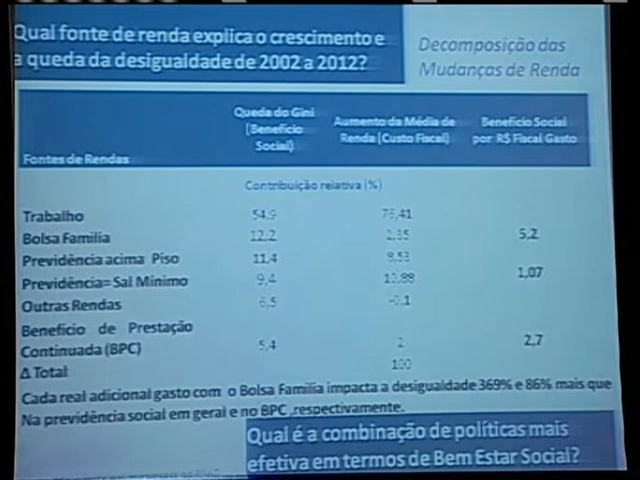 Qual fonte de renda explica o crescimento e
a queda da desigualdade de 2002 a 2012?
Decomposição das
Mudanças de Renda
Fontes de Rendas
Queda do Gini
(Benefício
Social)
Aumento da Média de
Renda (Custo Fiscal)
Benefício Social
por R$ Fiscal Gasto
Contribuição relativa (%)
Trabalho 54,9 76,41
Bolsa Família 12,2 5,2
Previdência acima Piso 11,4
Previdência= Sal Mínimo 9,4 10,88 1,07
Outras Rendas 6,5 -0,1
Benefício de Prestação
Continuada (BPC) 5,4 2 2,7
Δ Total 100
Cada real adicional gasto com o Bolsa Família impacta a desigualdade 369% e 86% mais que
Na previdência social em geral e no BPC ,respectivamente.
Qual é a combinação de políticas mais
efetiva em termos de Bem Estar Social?